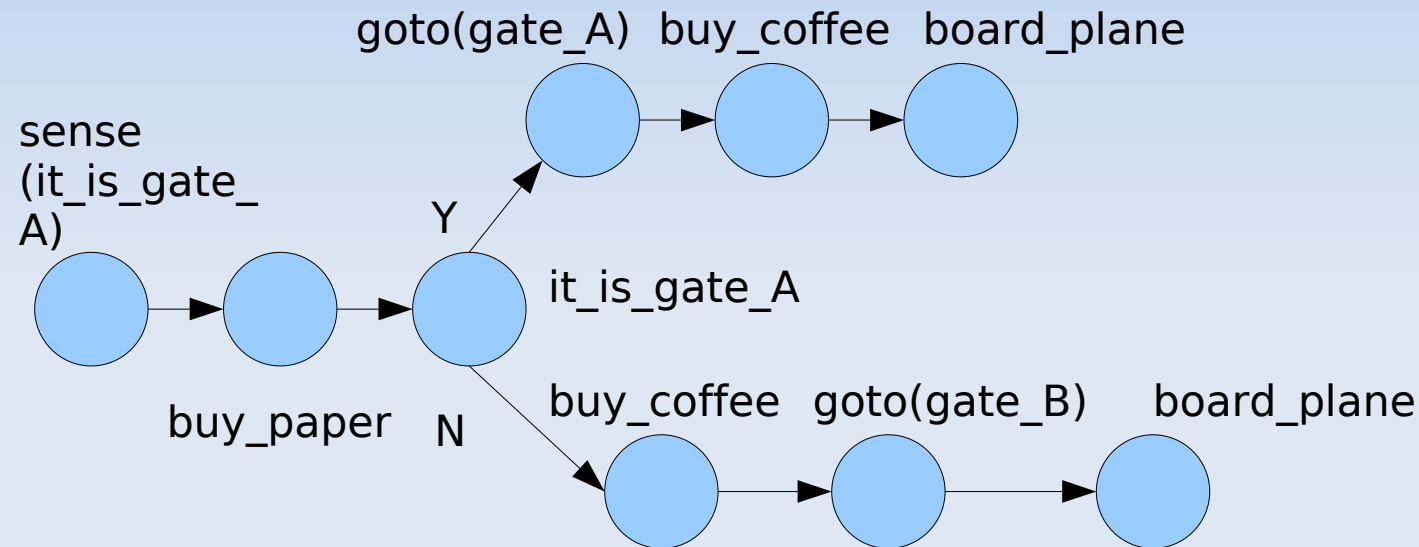 goto(gate_A) buy_coffee board_plane
sense
(it_is_gate_
A)
Y
it_is_gate_A
buy_coffee goto(gate_B) board_plane
buy_paper N